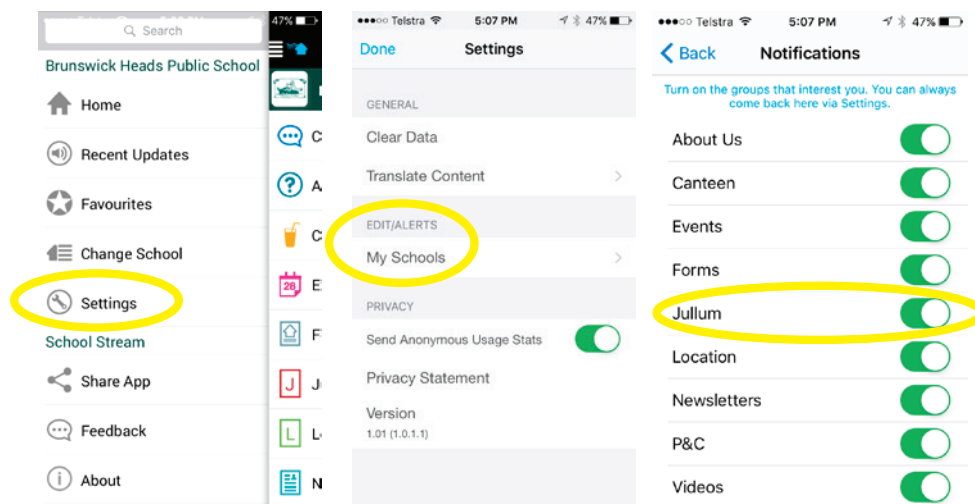 Search
Brunswick Heads Public School
Home
Recent Updates
Favourites
Change School
Settings
School Stream
Share App
Feedback
About
47%
C
A
C
28 E
F
J J
L L
N
Telstra 5:07 PM 47%
Done Settings
GENERAL
Clear Data
Translate Content
EDIT/ALERTS
My Schools
PRIVACY
Send Anonymous Usage Stats
Privacy Statement
Version
1.01 (1.0.1.1)
Telstra 5:07 PM 47%
Back Notifications
Turn on the groups that interest you. You can always
come back here via Settings.
About Us
Canteen
Events
Forms
Jullum
Location
Newsletters
P&C
Videos